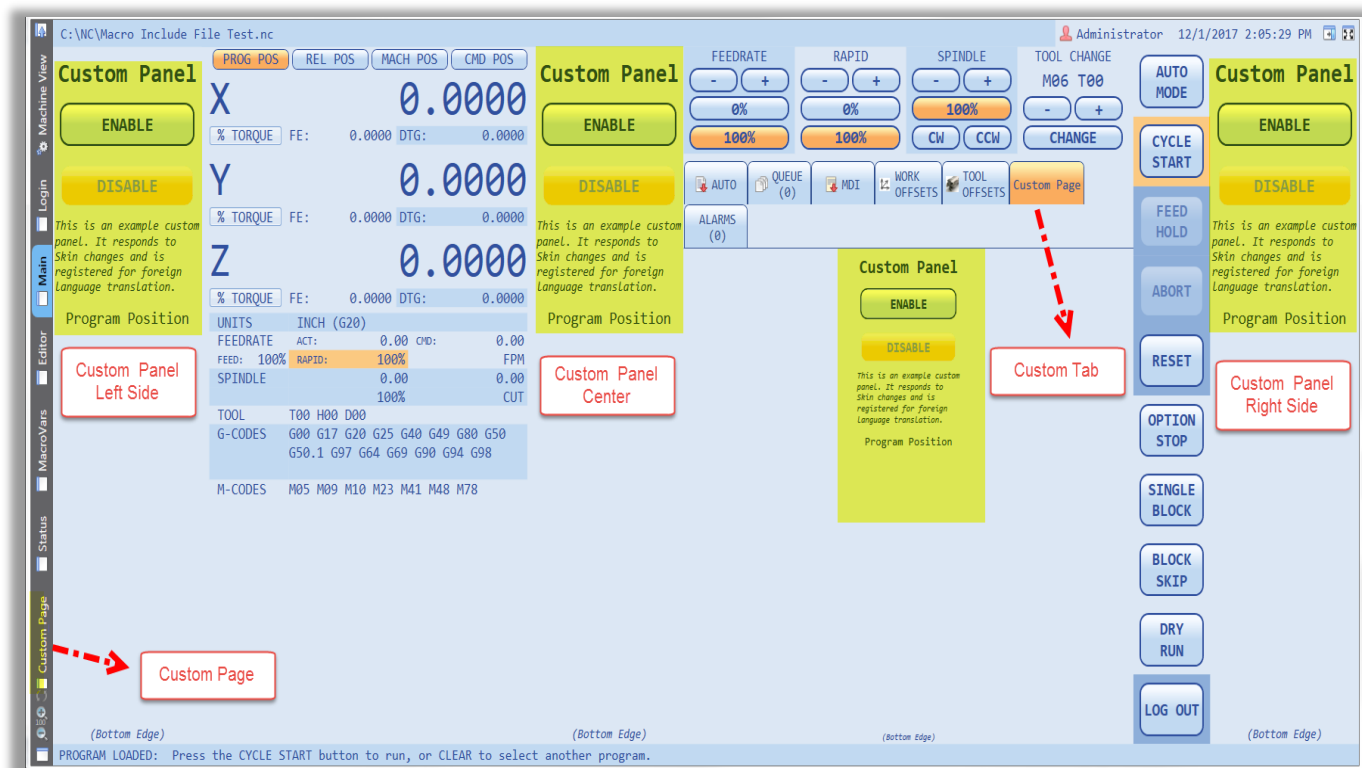 C:\NC\Macro Include File Test.nc
Administrator 12/1/2017 2:05:29 PM
Machine View
Login
Main
Editor
MacroVars
Status
Custom Page
100
Custom Panel
ENABLE
DISABLE
This is an example custom
panel. It responds to
Skin changes and is
registered for foreign
language translation.
Program Position
Custom Panel
Left Side
Custom Page
(Bottom Edge)
PROG POS REL POS MACH POS CMD POS
X 0.0000
% TORQUE FE: 0.0000 DTG: 0.0000
Y 0.0000
% TORQUE FE: 0.0000 DTG: 0.0000
Z 0.0000
% TORQUE FE: 0.0000 DTG: 0.0000
UNITS INCH (G20)
FEEDRATE ACT: 0.00 CMD: 0.00
FEED: 100% RAPID: 100% FPM
SPINDLE 0.00 0.00
100% CUT
TOOL T00 H00 D00
G-CODES G00 G17 G20 G25 G40 G49 G80 G50
G50.1 G97 G64 G69 G90 G94 G98
M-CODES M05 M09 M10 M23 M41 M48 M78
Custom Panel
ENABLE
DISABLE
This is an example custom
panel. It responds to
Skin changes and is
registered for foreign
language translation.
Program Position
Custom Panel
Center
(Bottom Edge)
FEEDRATE RAPID SPINDLE TOOL CHANGE
- + - + - + M06 T00
0% 0% 100% - +
100% 100% CW CCW CHANGE
AUTO
QUEUE
(0)
MDI
WORK
OFFSETS
TOOL
OFFSETS
Custom Page
ALARMS
(0)
Custom Panel
ENABLE
DISABLE
This is an example custom
panel. It responds to
Skin changes and is
registered for foreign
language translation.
Program Position
Custom Tab
(Bottom Edge)
AUTO
MODE
CYCLE
START
FEED
HOLD
ABORT
RESET
OPTION
STOP
SINGLE
BLOCK
BLOCK
SKIP
DRY
RUN
LOG OUT
Custom Panel
ENABLE
DISABLE
This is an example custom
panel. It responds to
Skin changes and is
registered for foreign
language translation.
Program Position
Custom Panel
Right Side
(Bottom Edge)
PROGRAM LOADED: Press the CYCLE START button to run, or CLEAR to select another program.